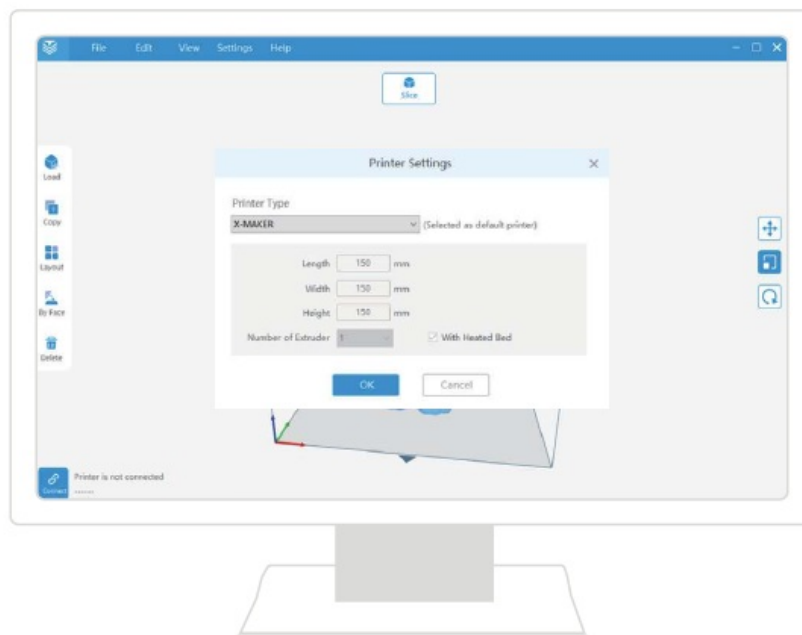 File Edit View Settings Help
Slice
Load
Copy
Layout
By Face
Delete
Printer Settings
Printer Type
X-MAKER (Selected as default printer)
Length 150 mm
Width 150 mm
Height 150 mm
Number of Extruder 1 With Heated Bed
OK Cancel
Connect Printer is not connected
------